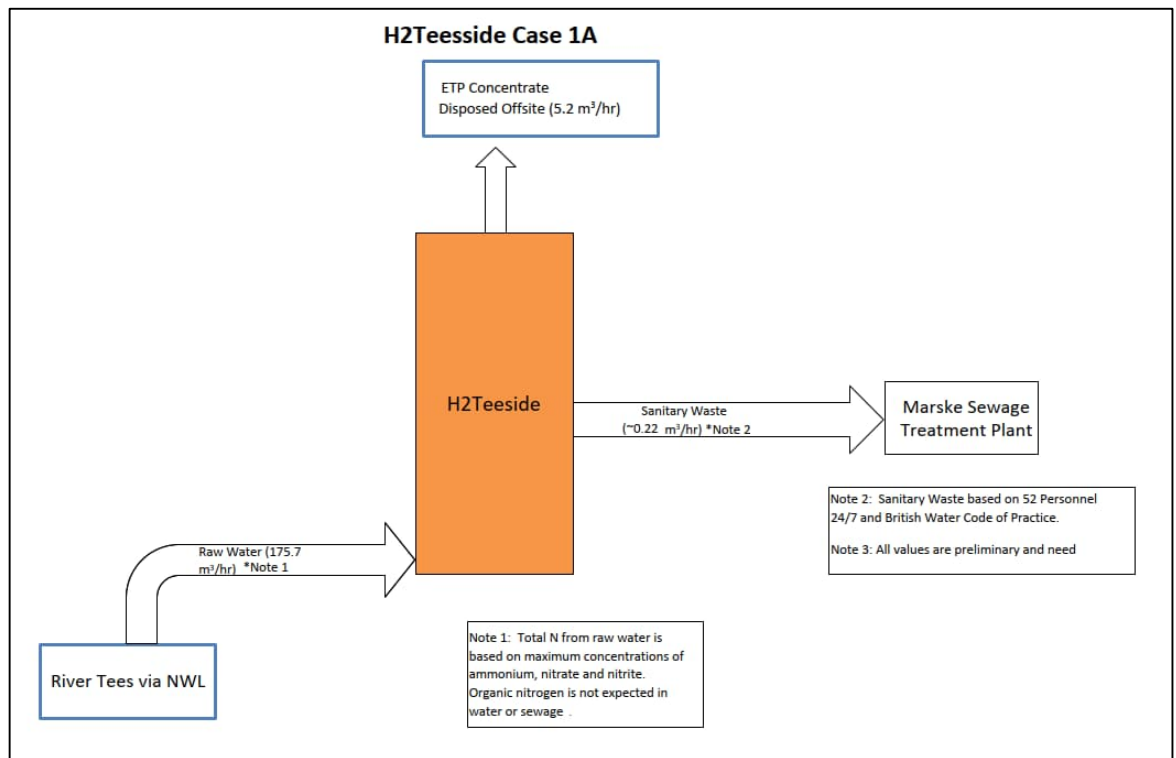 H2Teesside Case 1A
ETP Concentrate
Disposed Offsite (5.2 m³/hr)
H2Teeside
Sanitary Waste
(~0.22 m³/hr) *Note 2
Marske Sewage
Treatment Plant
Note 2: Sanitary Waste based on 52 Personnel
24/7 and British Water Code of Practice.
Note 3: All values are preliminary and need
Raw Water (175.7
m³/hr) *Note 1
River Tees via NWL
Note 1: Total N from raw water is
based on maximum concentrations of
ammonium, nitrate and nitrite.
Organic nitrogen is not expected in
water or sewage .